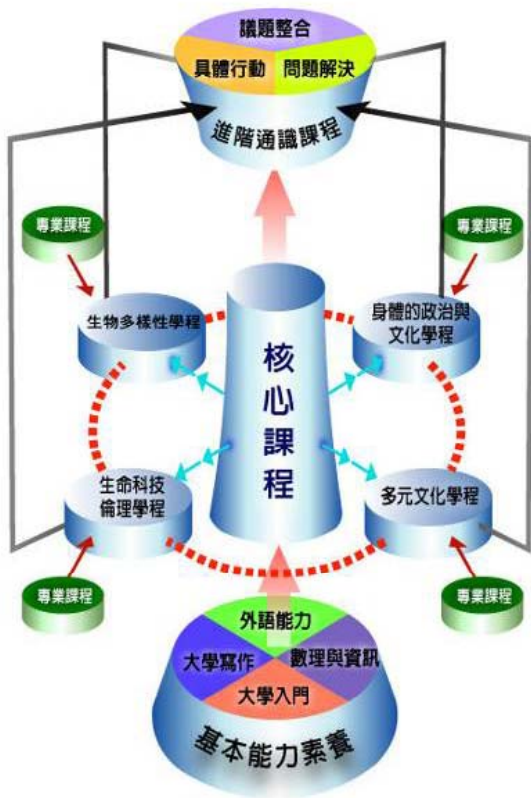 議題整合
具體行動
問題解決
進階通識課程
專業課程
專業課程
生物多樣性學程
身體的政治與
文化學程
核心課程
生命科技
倫理學程
多元文化學程
專業課程
專業課程
外語能力
大學寫作
數理與資訊
大學入門
基本能力素養